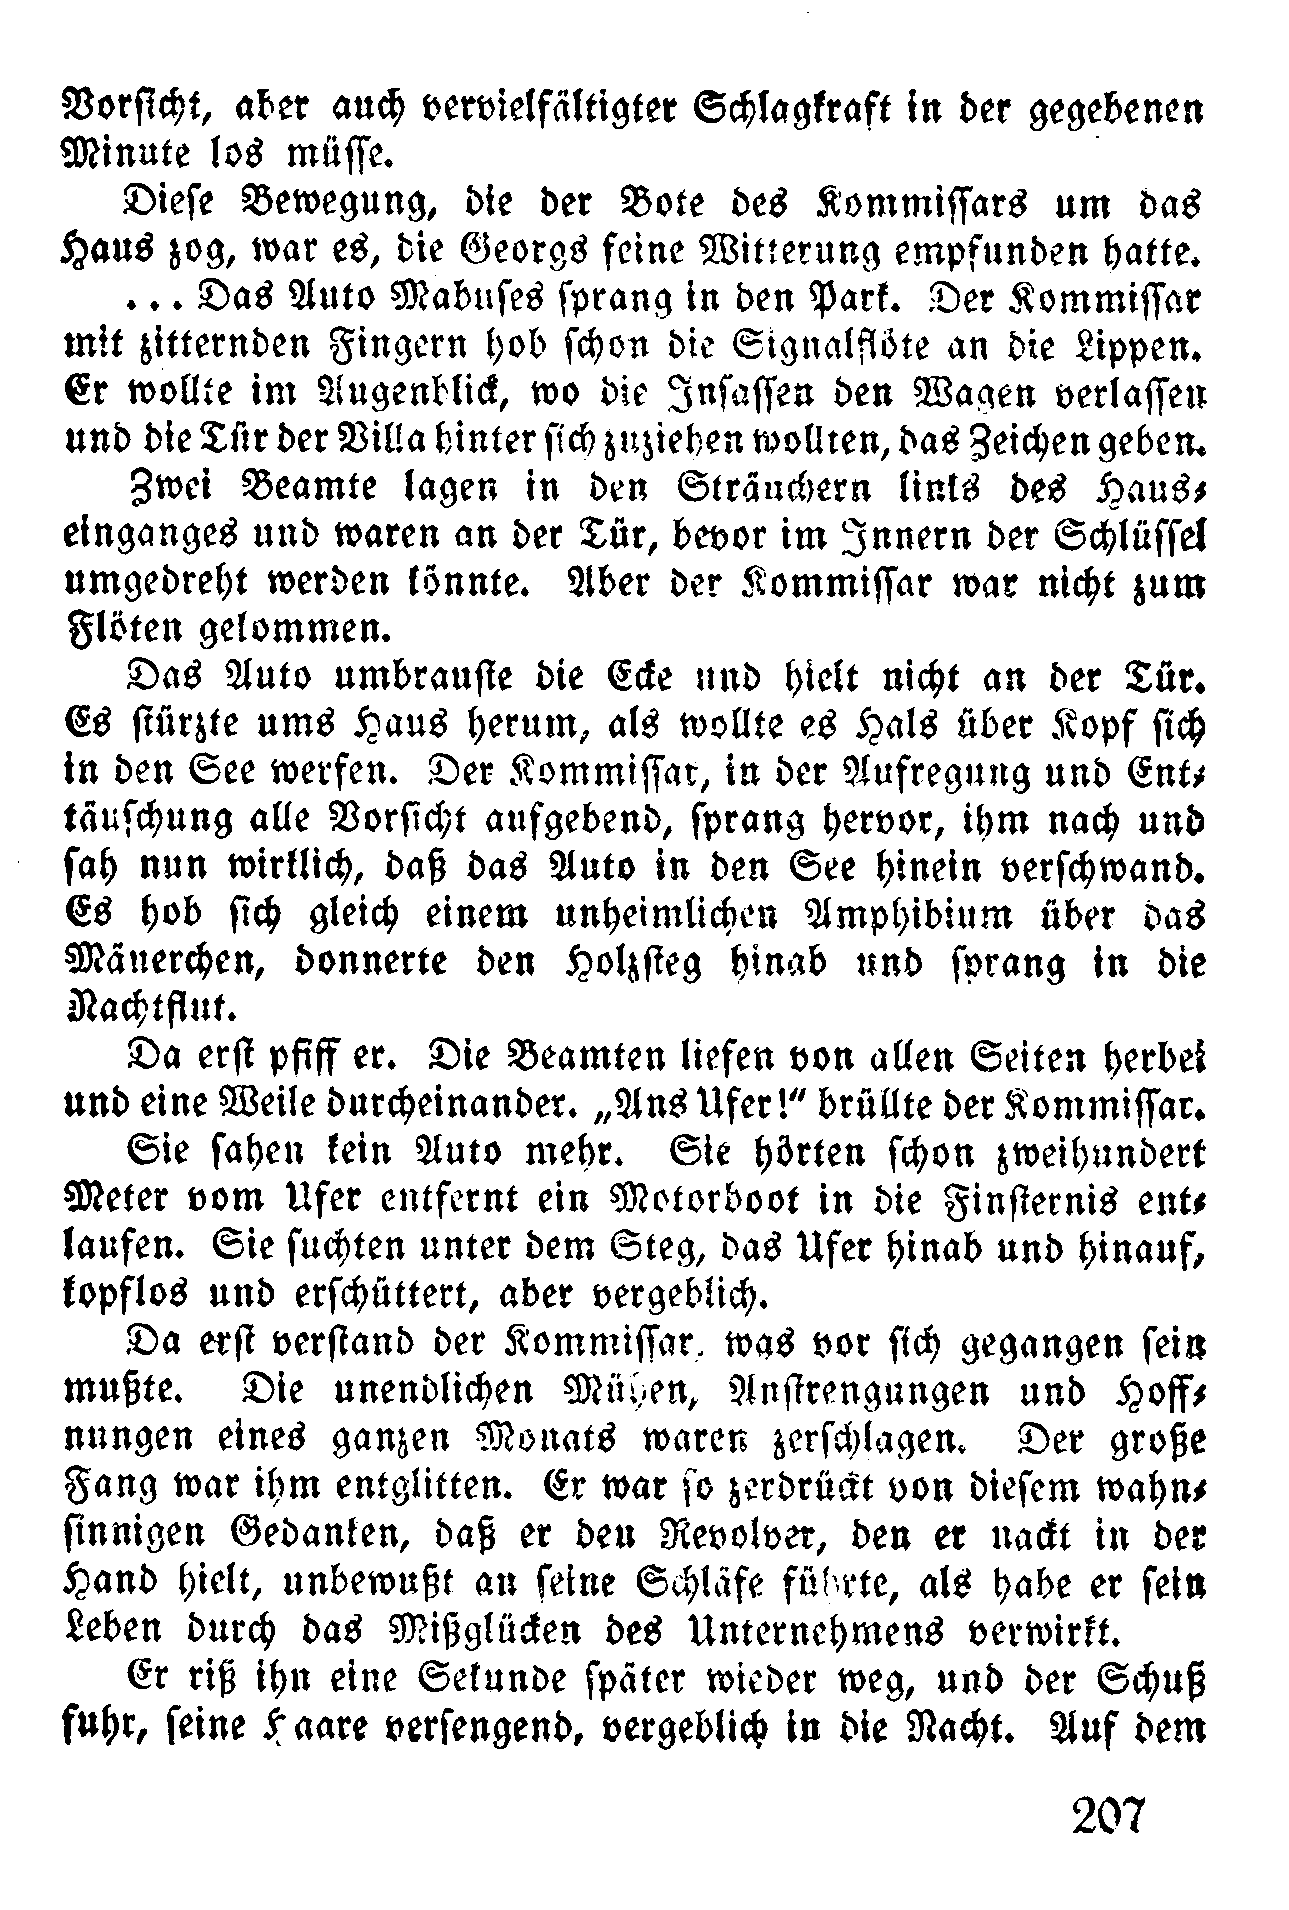 Vorsicht, aber auch vervielfältigter Schlagkraft in der gegebenen
Minute los müsse.
Diese Bewegung, die der Bote des Kommissars um das
Haus zog, war es, die Georgs feine Witterung empfunden hatte.
... Das Auto Mabuses sprang in den Park. Der Kommissar
mit zitternden Fingern hob schon die Signalflöte an die Lippen.
Er wollte im Augenblick, wo die Insassen den Wagen verlassen
und die Tür der Villa hinter sich zuziehen wollten, das Zeichen geben.
Zwei Beamte lagen in den Sträuchern links des Haus-
einganges und waren an der Tür, bevor im Innern der Schlüssel
umgedreht werden könnte. Aber der Kommissar war nicht zum
Flöten gekommen.
Das Auto umbrauste die Ecke und hielt nicht an der Tür.
Es stürzte ums Haus herum, als wollte es Hals über Kopf sich
in den See werfen. Der Kommissar, in der Aufregung und Ent-
täuschung alle Vorsicht aufgebend, sprang hervor, ihm nach und
sah nun wirklich, daß das Auto in den See hinein verschwand.
Es hob sich gleich einem unheimlichen Amphibium über das
Mäuerchen, donnerte den Holzsteg hinab und sprang in die
Nachtflut.
Da erst pfiff er. Die Beamten liefen von allen Seiten herbei
und eine Weile durcheinander. „Ans Ufer!“ brüllte der Kommissar.
Sie sahen kein Auto mehr. Sie hörten schon zweihundert
Meter vom Ufer entfernt ein Motorboot in die Finsternis ent-
laufen. Sie suchten unter dem Steg, das Ufer hinab und hinauf,
kopflos und erschüttert, aber vergeblich.
Da erst verstand der Kommissar, was vor sich gegangen sein
mußte. Die unendlichen Mühen, Anstrengungen und Hoff-
nungen eines ganzen Monats waren zerschlagen. Der große
Fang war ihm entglitten. Er war so zerdrückt von diesem wahn-
sinnigen Gedanken, daß er den Revolver, den er nackt in der
Hand hielt, unbewußt an seine Schläfe führte, als habe er sein
Leben durch das Mißglücken des Unternehmens verwirkt.
Er riß ihn eine Sekunde später wieder weg, und der Schuß
fuhr, seine Haare versengend, vergeblich in die Nacht. Auf dem
207